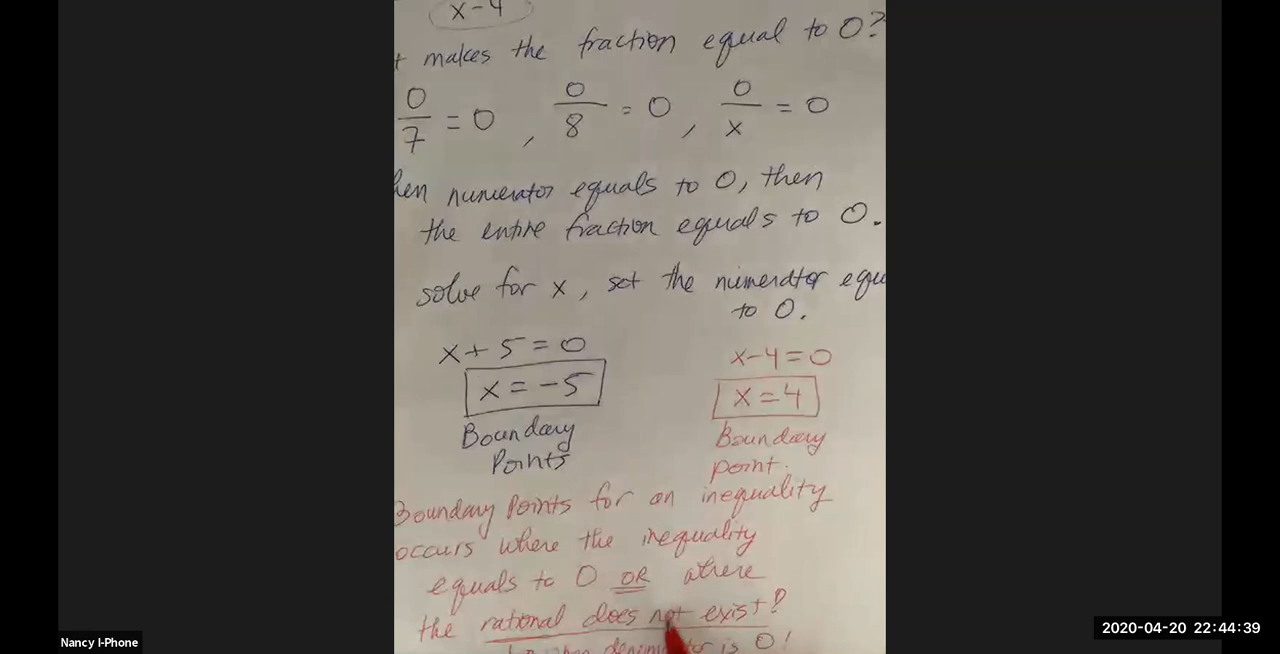 x-4
makes the fraction equal to 0?
0/7 = 0 , 0/8 = 0 , 0/x = 0
numerator equals to 0, then
the entire fraction equals to 0.
solve for x, set the numerator equ
to 0.
x + 5 = 0
x = -5
Boundary
Points
x-4=0
x=4
Boundary
point.
Boundary Points for an inequality
occurs where the inequality
equals to 0 OR where
the rational does not exist?
is 0!
Nancy I-Phone
2020-04-20 22:44:39